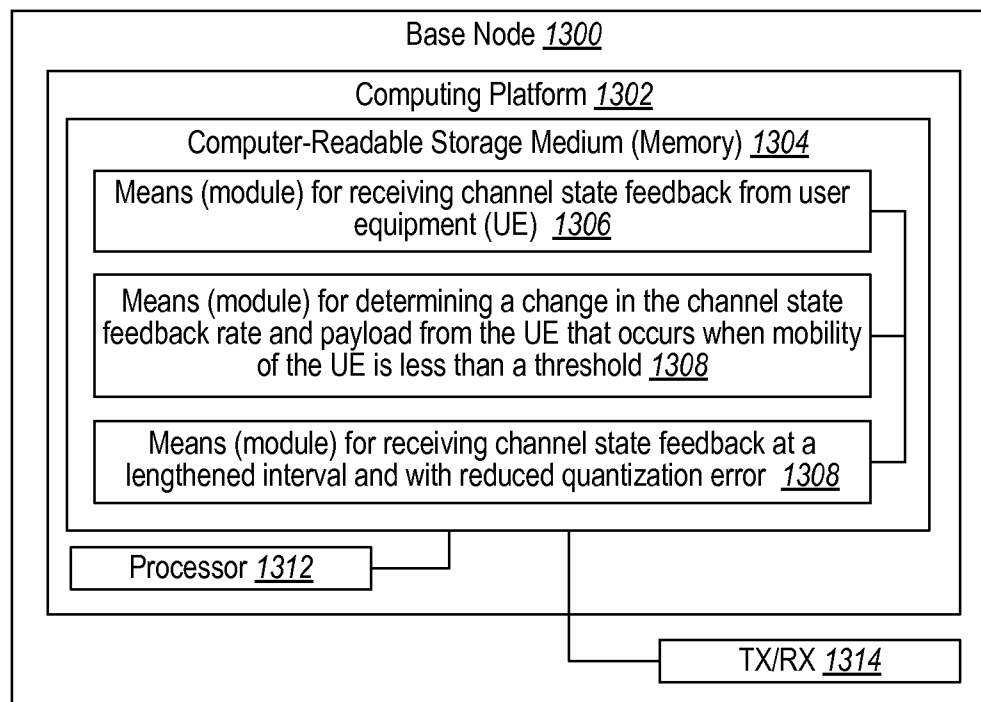 Base Node 1300
Computing Platform 1302
Computer-Readable Storage Medium (Memory) 1304
Means (module) for receiving channel state feedback from user
equipment (UE) 1306
Means (module) for determining a change in the channel state
feedback rate and payload from the UE that occurs when mobility
of the UE is less than a threshold 1308
Means (module) for receiving channel state feedback at a
lengthened interval and with reduced quantization error 1308
Processor 1312
TX/RX 1314